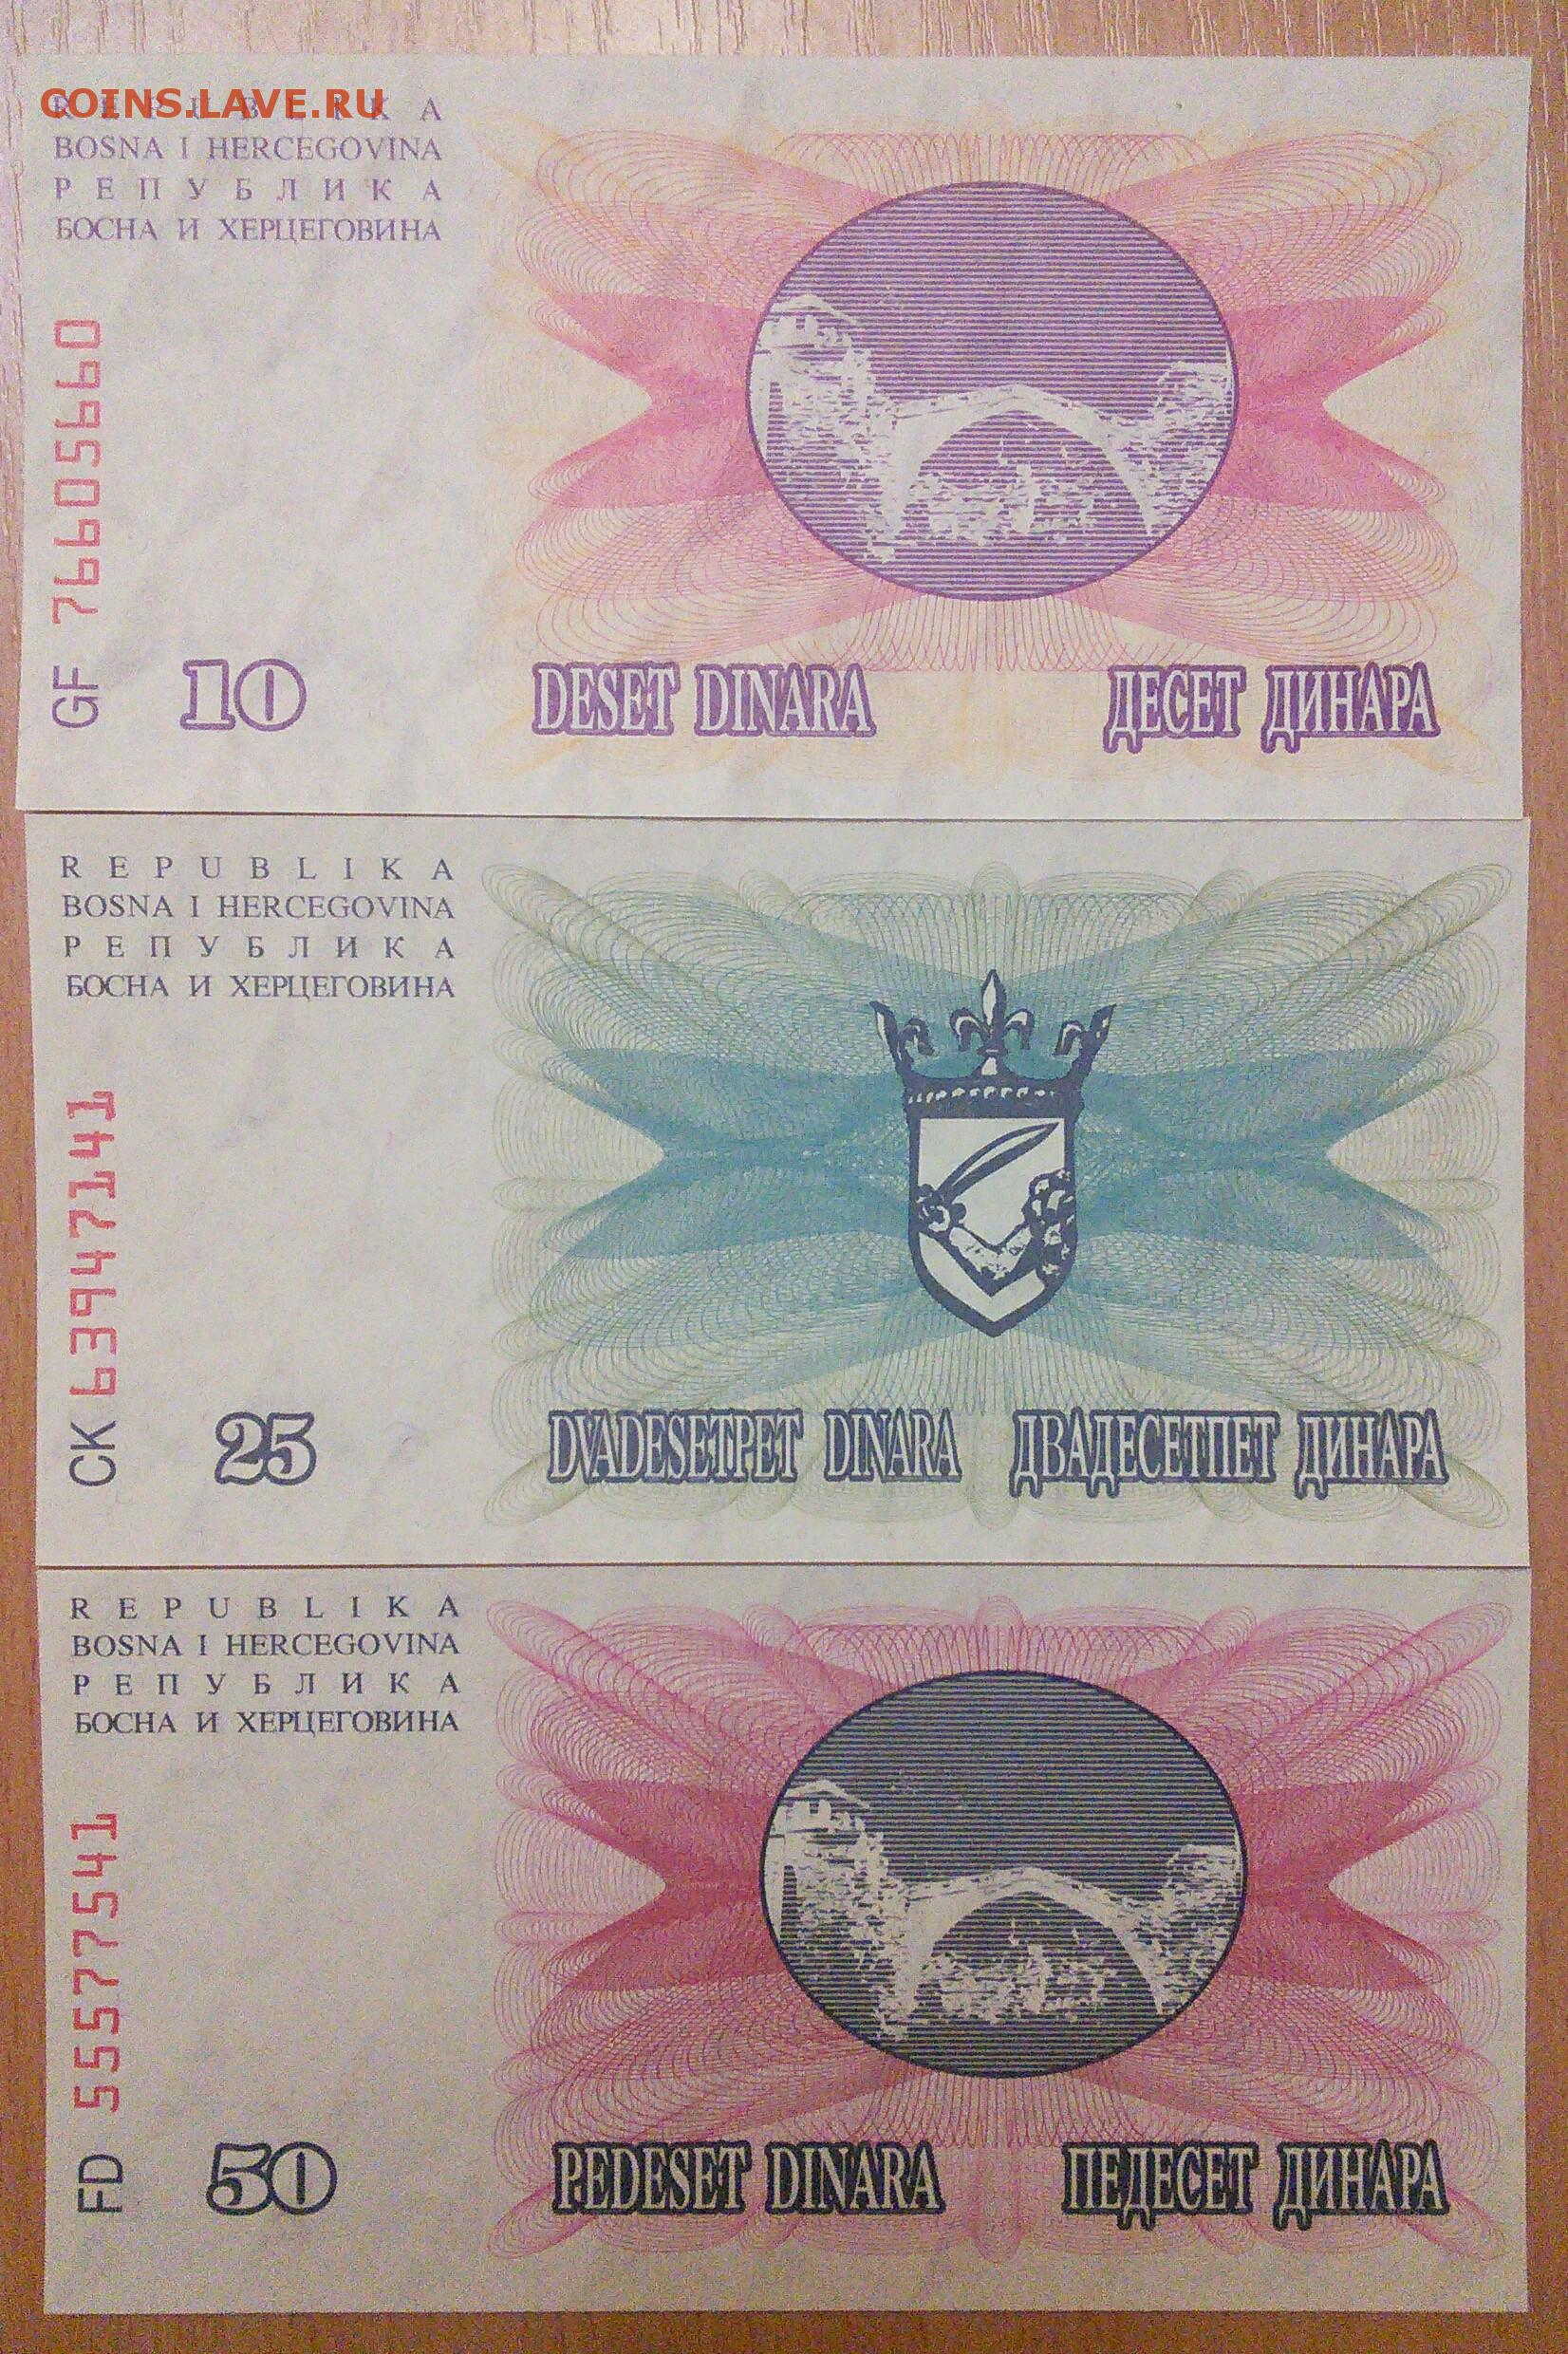 COINS.LAVE.RU
REPUBLIKA
BOSNA I HERCEGOVINA
РЕПУБЛИКА
БОСНА И ХЕРЦЕГОВИНА
GF 76605660
10
DESET DINARA ДЕСЕТ ДИНАРА
REPUBLIKA
BOSNA I HERCEGOVINA
РЕПУБЛИКА
БОСНА И ХЕРЦЕГОВИНА
CK 63947141
25
DVADESETPET DINARA ДВАДЕСЕТПЕТ ДИНАРА
REPUBLIKA
BOSNA I HERCEGOVINA
РЕПУБЛИКА
БОСНА И ХЕРЦЕГОВИНА
FD 55577541
50
PEDESET DINARA ПЕДЕСЕТ ДИНАРА